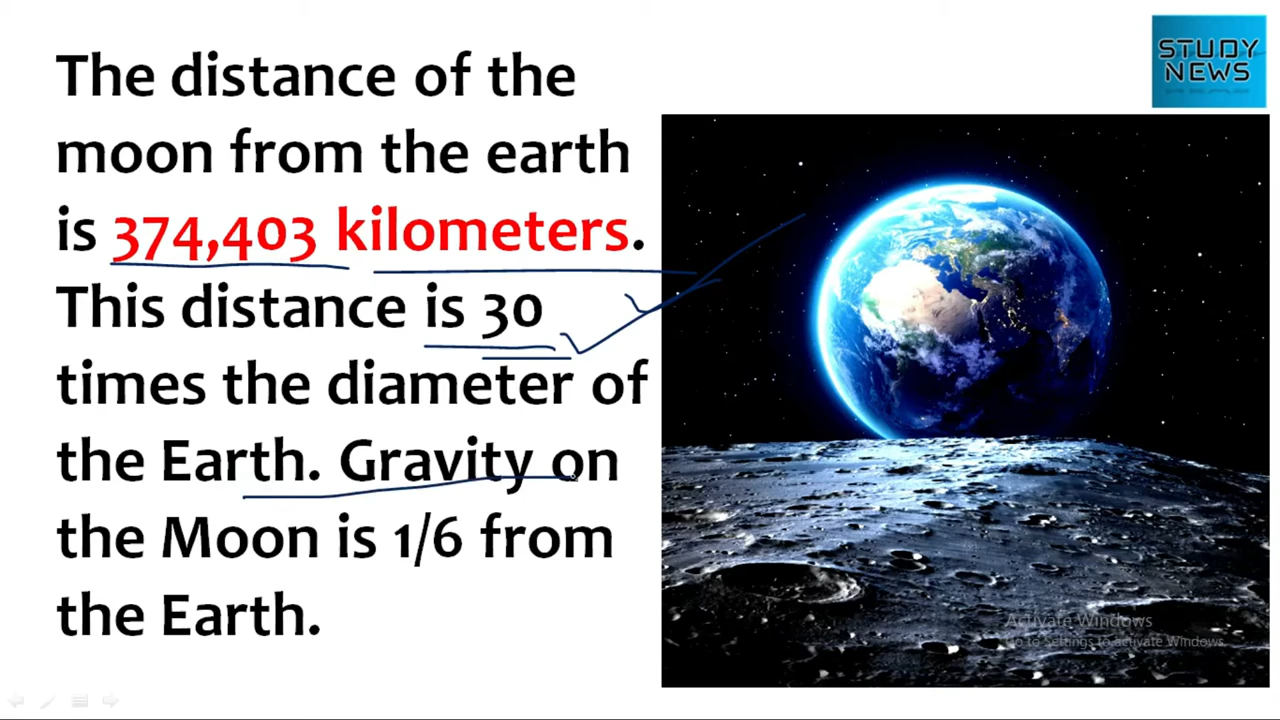 The distance of the
moon from the earth
is 374,403 kilometers.
This distance is 30
times the diameter of
the Earth. Gravity on
the Moon is 1/6 from
the Earth.
STUDY
NEWS
Activate Windows
Go to Settings to activate Windows.